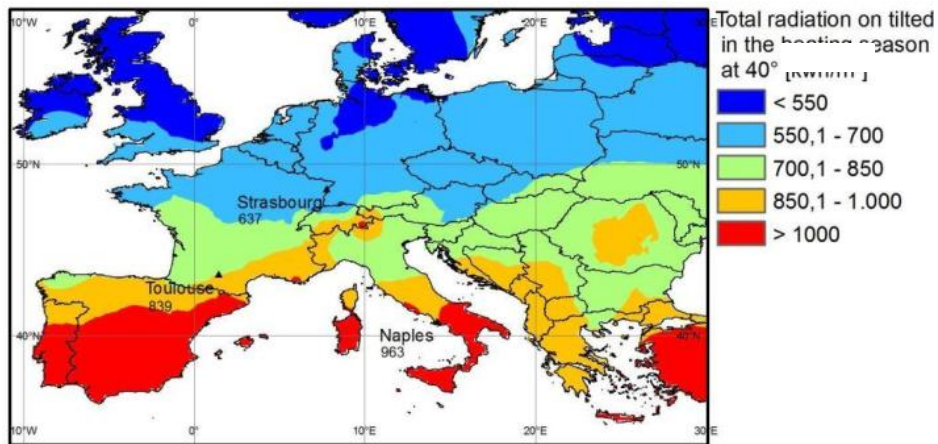 10°W 0° 10°E 20°E 30°E
Total radiation on tilted
in the season
at 40°
< 550
550,1 - 700
700,1 - 850
850,1 - 1.000
> 1000
50°N 50°N
Strasbourg
637
Toulouse
839
40°N 40°N
Naples
963
10°W 0° 10°E 20°E 30°E